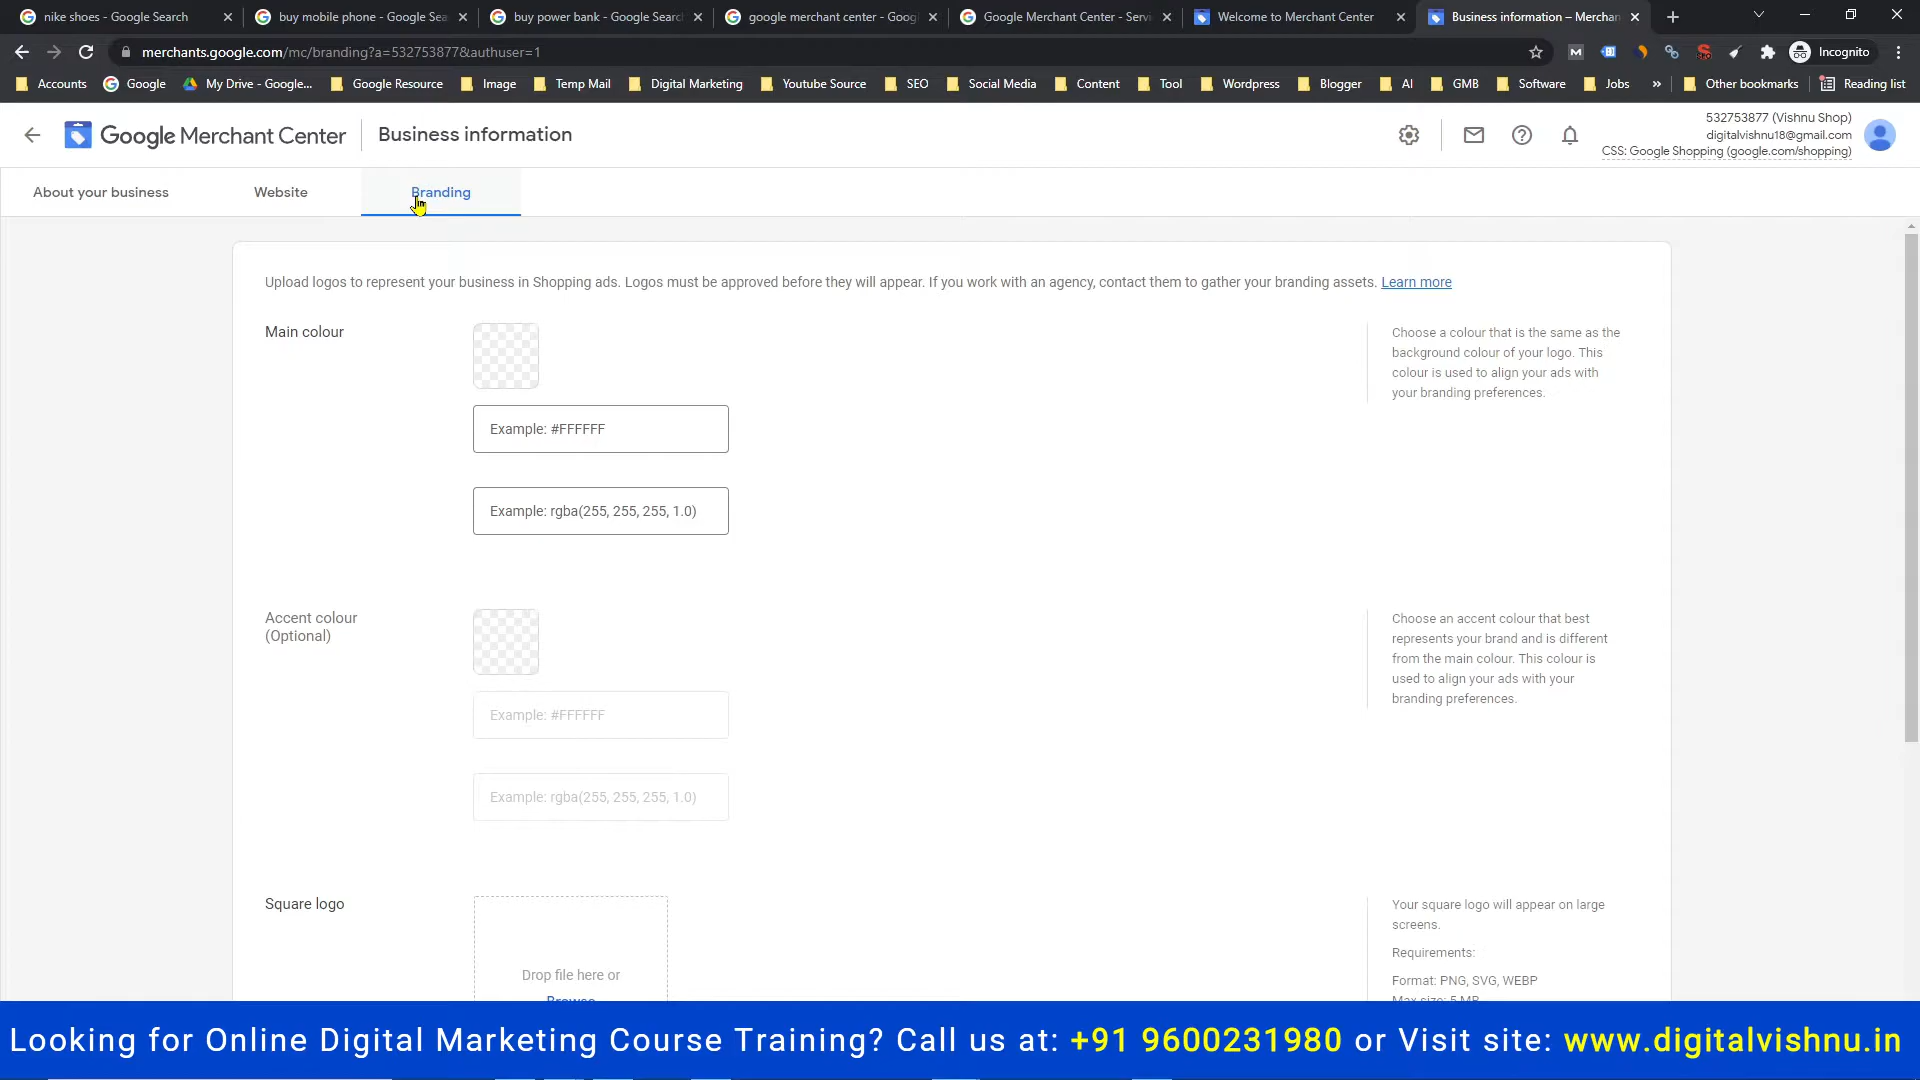 nike shoes - Google Search
buy mobile phone - Google Sea
buy power bank - Google Search
google merchant center - Goog
Google Merchant Center - Servi
Welcome to Merchant Center
Business information – Merchan
merchants.google.com/mc/branding?a=532753877&authuser=1
Incognito
Accounts
Google
My Drive - Google...
Google Resource
Image
Temp Mail
Digital Marketing
Youtube Source
SEO
Social Media
Content
Tool
Wordpress
Blogger
AI
GMB
Software
Jobs
»
Other bookmarks
Reading list
Google Merchant Center
Business information
532753877 (Vishnu Shop)
digitalvishnu18@gmail.com
CSS: Google Shopping (google.com/shopping)
About your business
Website
Branding
Upload logos to represent your business in Shopping ads. Logos must be approved before they will appear. If you work with an agency, contact them to gather your branding assets. Learn more
Main colour
Example: #FFFFFF
Example: rgba(255, 255, 255, 1.0)
Choose a colour that is the same as the
background colour of your logo. This
colour is used to align your ads with
your branding preferences.
Accent colour
(Optional)
Example: #FFFFFF
Example: rgba(255, 255, 255, 1.0)
Choose an accent colour that best
represents your brand and is different
from the main colour. This colour is
used to align your ads with your
branding preferences.
Square logo
Drop file here or
Browse
Your square logo will appear on large
screens.
Requirements:
Format: PNG, SVG, WEBP
Max size: 5 MB
Looking for Online Digital Marketing Course Training? Call us at: +91 9600231980 or Visit site: www.digitalvishnu.in